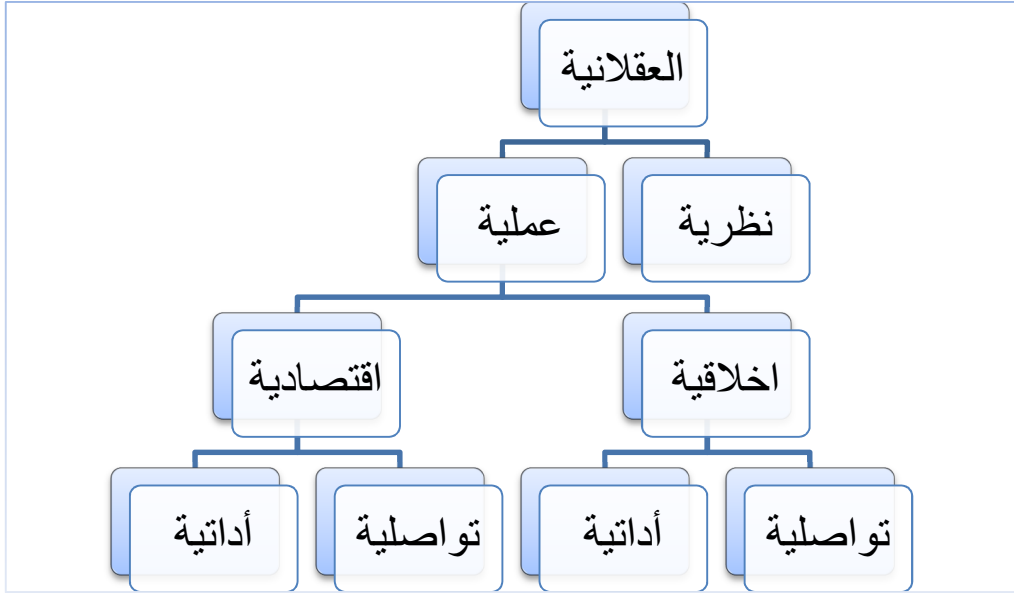 العقلانية
نظرية
عملية
اخلاقية
اقتصادية
تواصلية
أداتية
تواصلية
أداتية